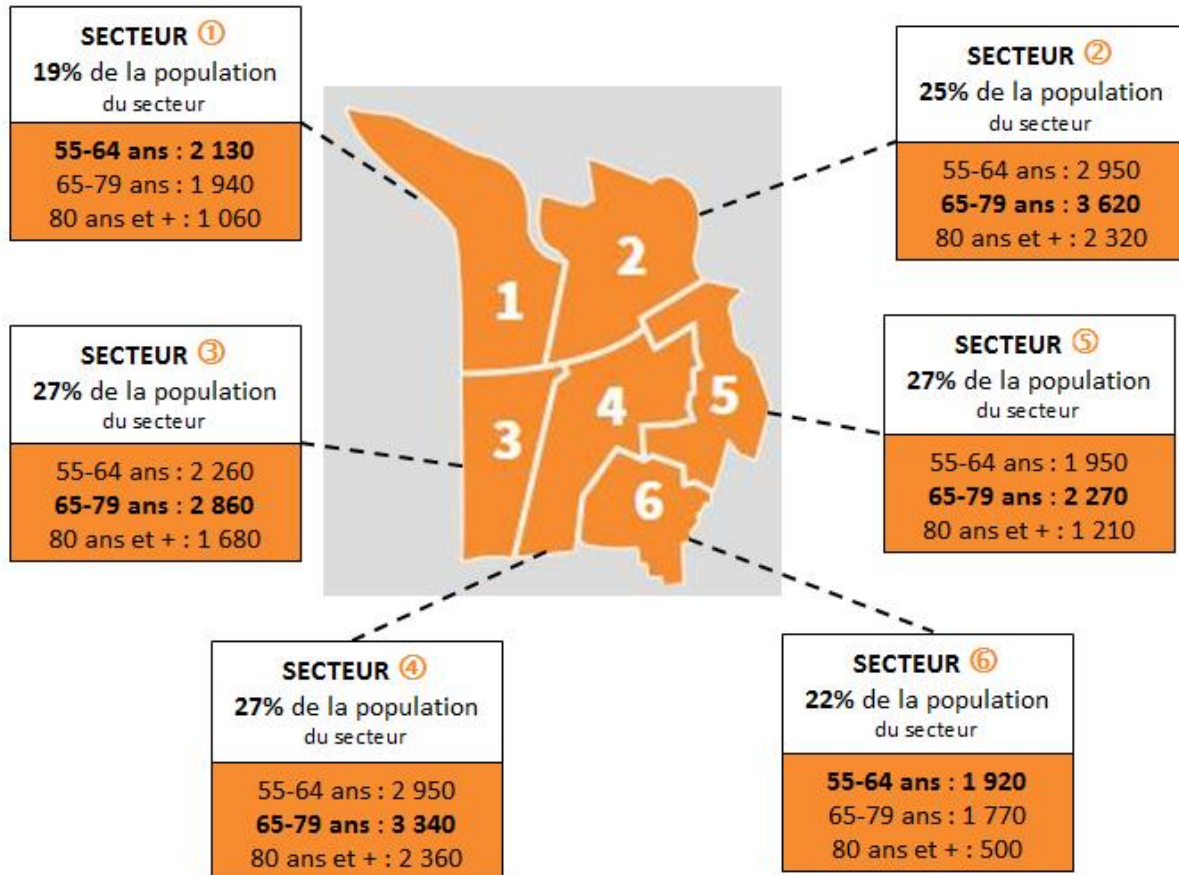 SECTEUR ①
19% de la population
du secteur
55-64 ans : 2 130
65-79 ans : 1 940
80 ans et + : 1 060
SECTEUR ②
25% de la population
du secteur
55-64 ans : 2 950
65-79 ans : 3 620
80 ans et + : 2 320
SECTEUR ③
27% de la population
du secteur
55-64 ans : 2 260
65-79 ans : 2 860
80 ans et + : 1 680
1
2
3
4
5
6
SECTEUR ⑤
27% de la population
du secteur
55-64 ans : 1 950
65-79 ans : 2 270
80 ans et + : 1 210
SECTEUR ④
27% de la population
du secteur
55-64 ans : 2 950
65-79 ans : 3 340
80 ans et + : 2 360
SECTEUR ⑥
22% de la population
du secteur
55-64 ans : 1 920
65-79 ans : 1 770
80 ans et + : 500